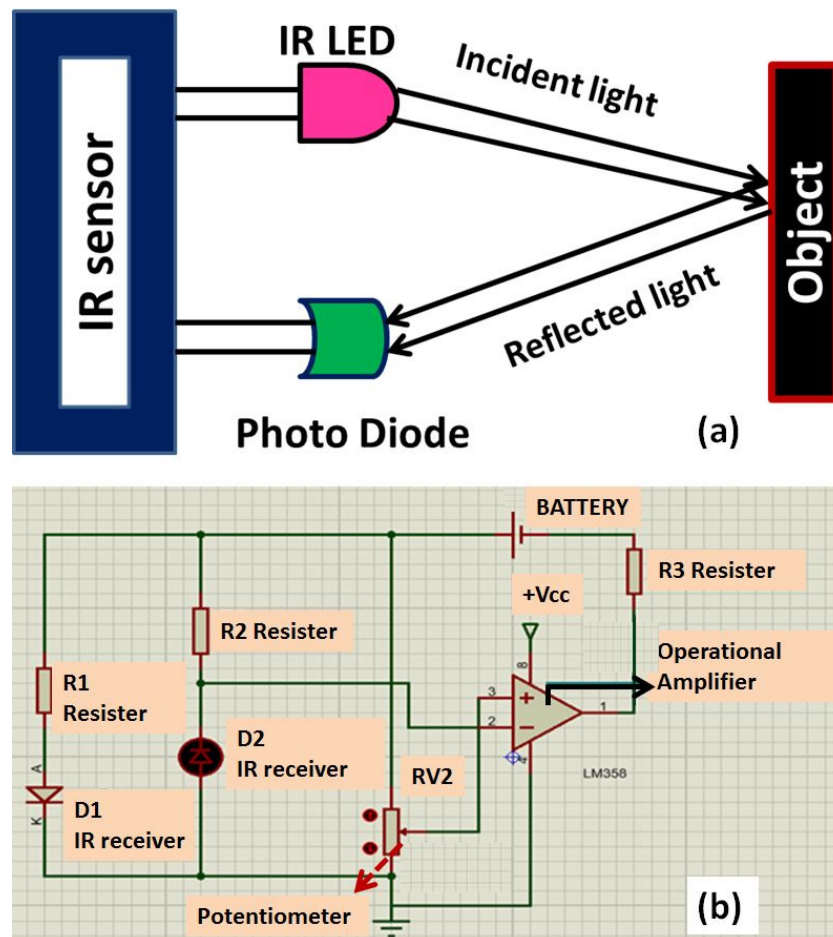 IR LED
Incident light
IR sensor
Object
Reflected light
Photo Diode
(a)
BATTERY
R3 Resister
+Vcc
R2 Resister
8
Operational
Amplifier
R1
Resister
3
2
1
A
D2
IR receiver
RV2
4
LM358
K
D1
IR receiver
Potentiometer
(b)